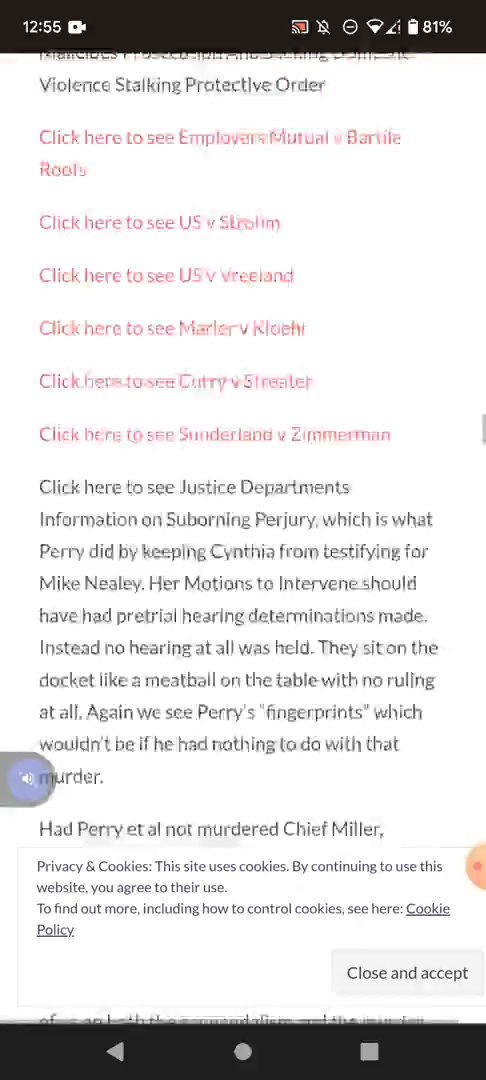 12:55
81%
Violence Stalking Protective Order
Click here to see Employers Mutual v Bartile
Roofs
Click here to see US v Strohm
Click here to see US v Vreeland
Click here to see Marler v Kloehr
Click here to see Curry v Streater
Click here to see Sunderland v Zimmerman
Click here to see Justice Departments
Information on Suborning Perjury, which is what
Perry did by keeping Cynthia from testifying for
Mike Nealey. Her Motions to Intervene should
have had pretrial hearing determinations made.
Instead no hearing at all was held. They sit on the
docket like a meatball on the table with no ruling
at all. Again we see Perry's "fingerprints" which
wouldn't be if he had nothing to do with that
murder.
Had Perry et al not murdered Chief Miller,
Privacy & Cookies: This site uses cookies. By continuing to use this
website, you agree to their use.
To find out more, including how to control cookies, see here: Cookie
Policy
Close and accept